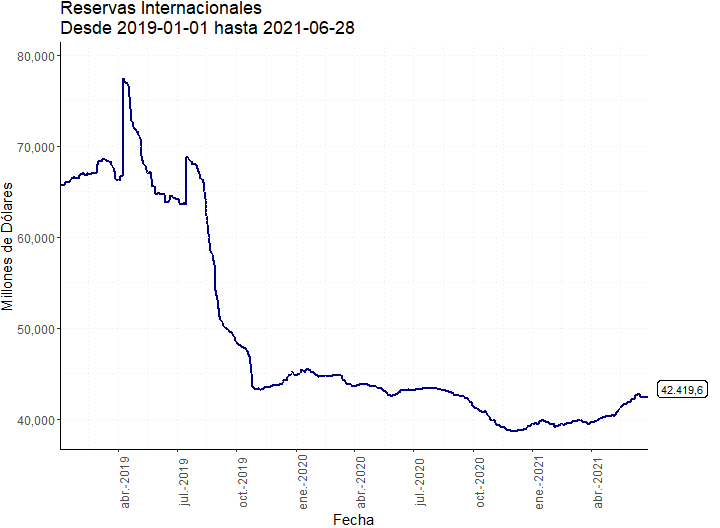 Reservas Internacionales
Desde 2019-01-01 hasta 2021-06-28
Millones de Dólares
80,000
70,000
60,000
50,000
40,000
42.419,6
abr.-2019
jul.-2019
oct.-2019
ene.-2020
abr.-2020
jul.-2020
oct.-2020
ene.-2021
abr.-2021
Fecha